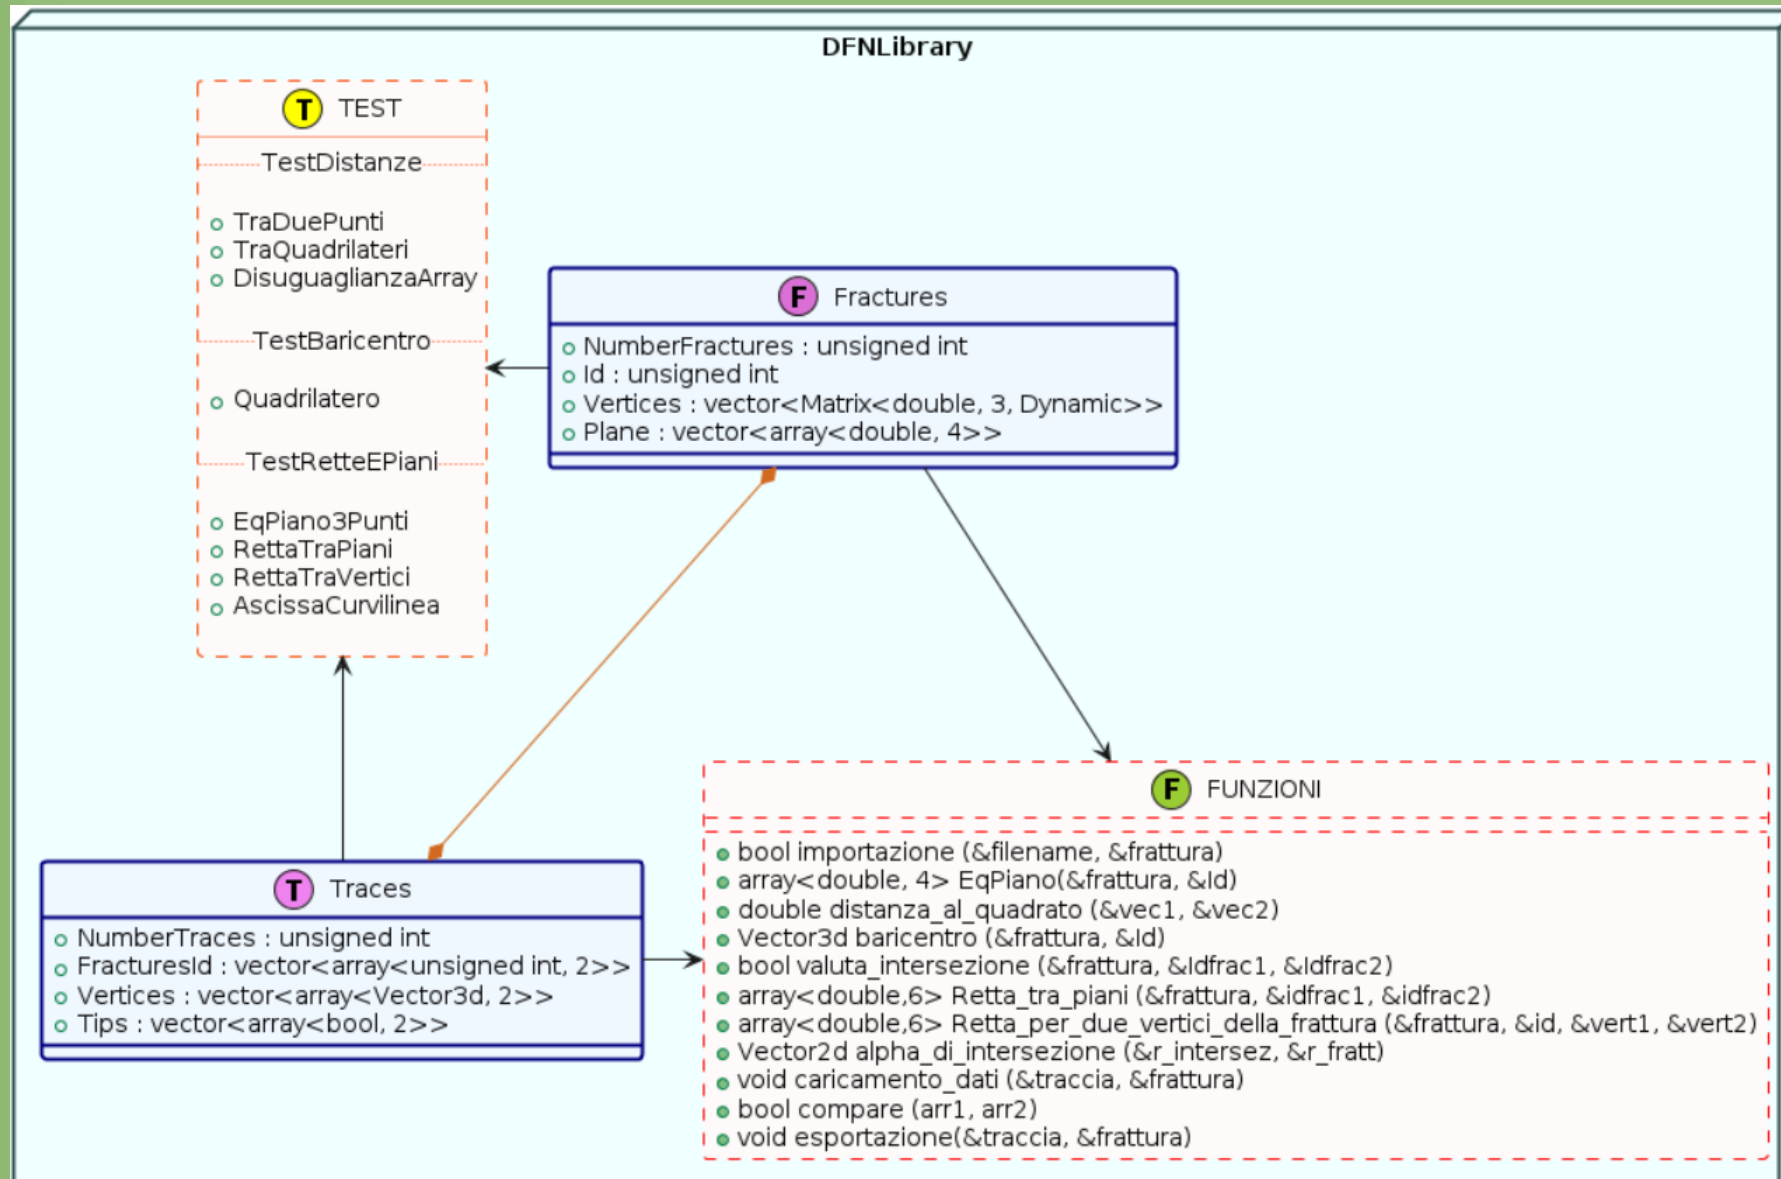 DFNLibrary
T TEST
TestDistanze
TraDuePunti
TraQuadrilateri
DisuguaglianzaArray
TestBaricentro
Quadrilatero
TestRetteEPiani
EqPiano3Punti
RettaTraPiani
RettaTraVertici
AscissaCurvilinea
F Fractures
NumberFractures : unsigned int
Id : unsigned int
Vertices : vector<Matrix<double, 3, Dynamic>>
Plane : vector<array<double, 4>>
T Traces
NumberTraces : unsigned int
FracturesId : vector<array<unsigned int, 2>>
Vertices : vector<array<Vector3d, 2>>
Tips : vector<array<bool, 2>>
F FUNZIONI
bool importazione (&filename, &frattura)
array<double, 4> EqPiano(&frattura, &Id)
double distanza_al_quadrato (&vec1, &vec2)
Vector3d baricentro (&frattura, &Id)
bool valuta_intersezione (&frattura, &Idfrac1, &Idfrac2)
array<double,6> Retta_tra_piani (&frattura, &idfrac1, &idfrac2)
array<double,6> Retta_per_due_vertici_della_frattura (&frattura, &id, &vert1, &vert2)
Vector2d alpha_di_intersezione (&r_intersez, &r_fratt)
void caricamento_dati (&traccia, &frattura)
bool compare (arr1, arr2)
void esportazione(&traccia, &frattura)